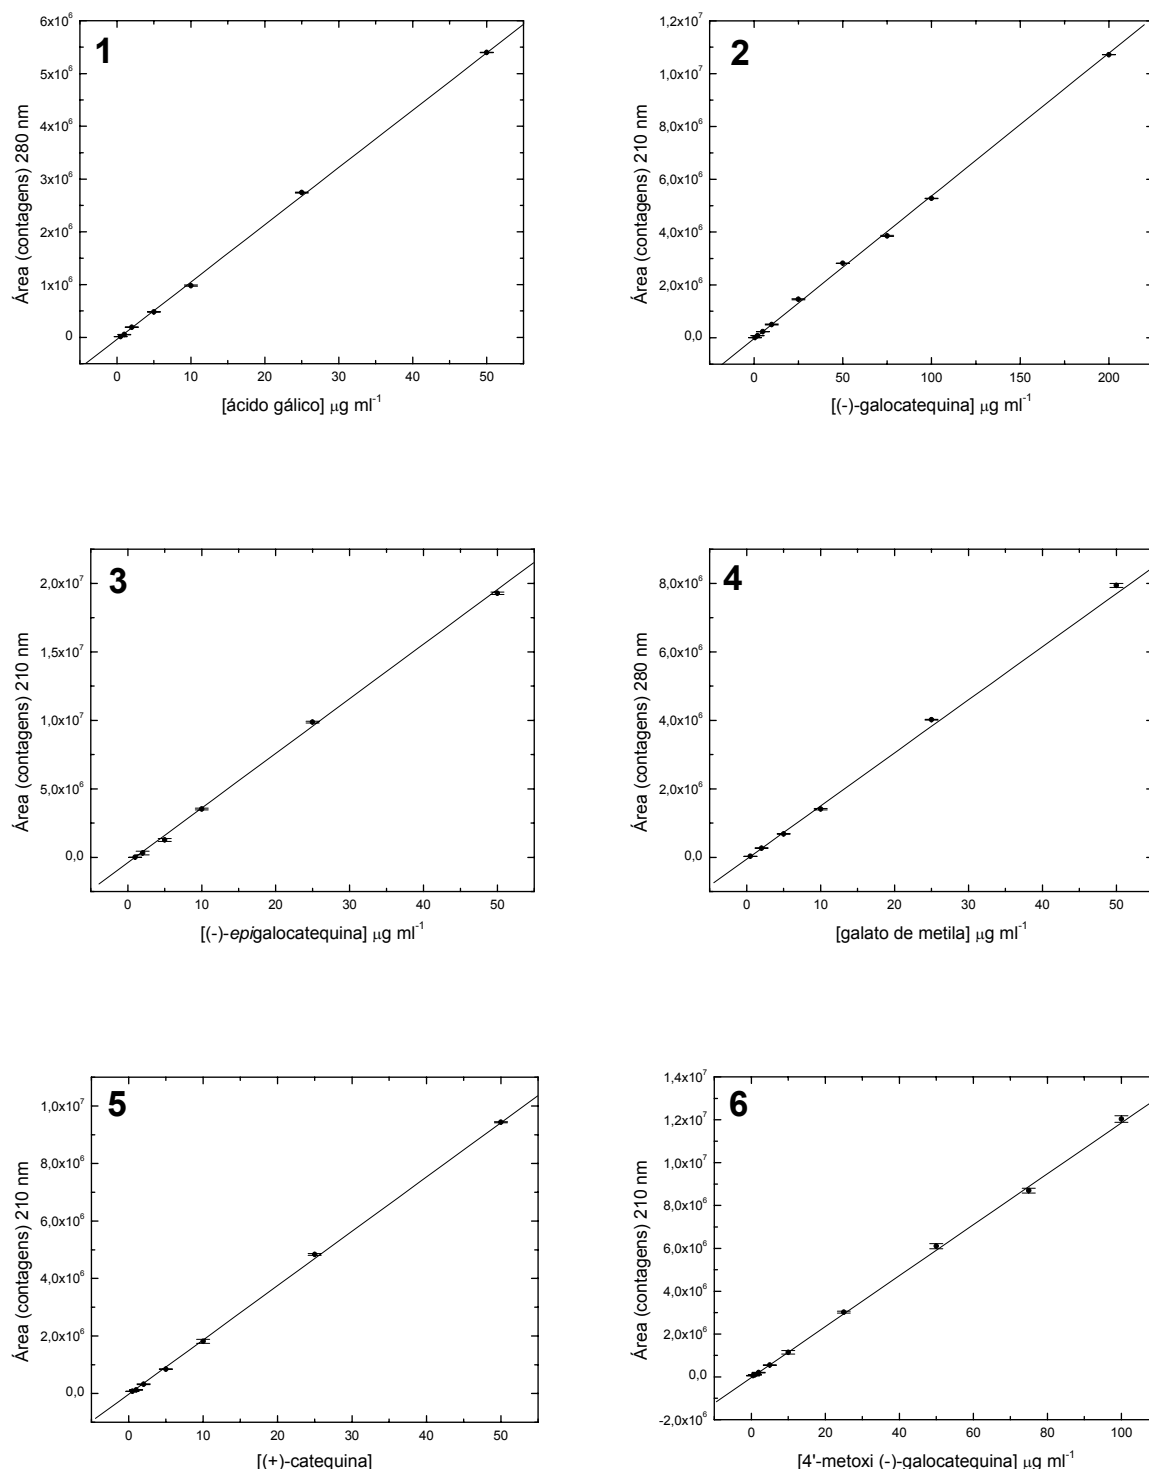 1
6x10⁶
5x10⁶
4x10⁶
3x10⁶
2x10⁶
1x10⁶
0
Área (contagens) 280 nm
0 10 20 30 40 50
[ácido gálico] μg ml⁻¹
2
1,2x10⁷
1,0x10⁷
8,0x10⁶
6,0x10⁶
4,0x10⁶
2,0x10⁶
0,0
Área (contagens) 210 nm
0 50 100 150 200
[(-)-galocatequina] μg ml⁻¹
3
2,0x10⁷
1,5x10⁷
1,0x10⁷
5,0x10⁶
0,0
Área (contagens) 210 nm
0 10 20 30 40 50
[(-)-epigalocatequina] μg ml⁻¹
4
8,0x10⁶
6,0x10⁶
4,0x10⁶
2,0x10⁶
0,0
Área (contagens) 280 nm
0 10 20 30 40 50
[galato de metila] μg ml⁻¹
5
1,0x10⁷
8,0x10⁶
6,0x10⁶
4,0x10⁶
2,0x10⁶
0,0
Área (contagens) 210 nm
0 10 20 30 40 50
[(+)-catequina]
6
1,4x10⁷
1,2x10⁷
1,0x10⁷
8,0x10⁶
6,0x10⁶
4,0x10⁶
2,0x10⁶
0,0
-2,0x10⁶
Área (contagens) 210 nm
0 20 40 60 80 100
[4'-metoxi (-)-galocatequina] μg ml⁻¹